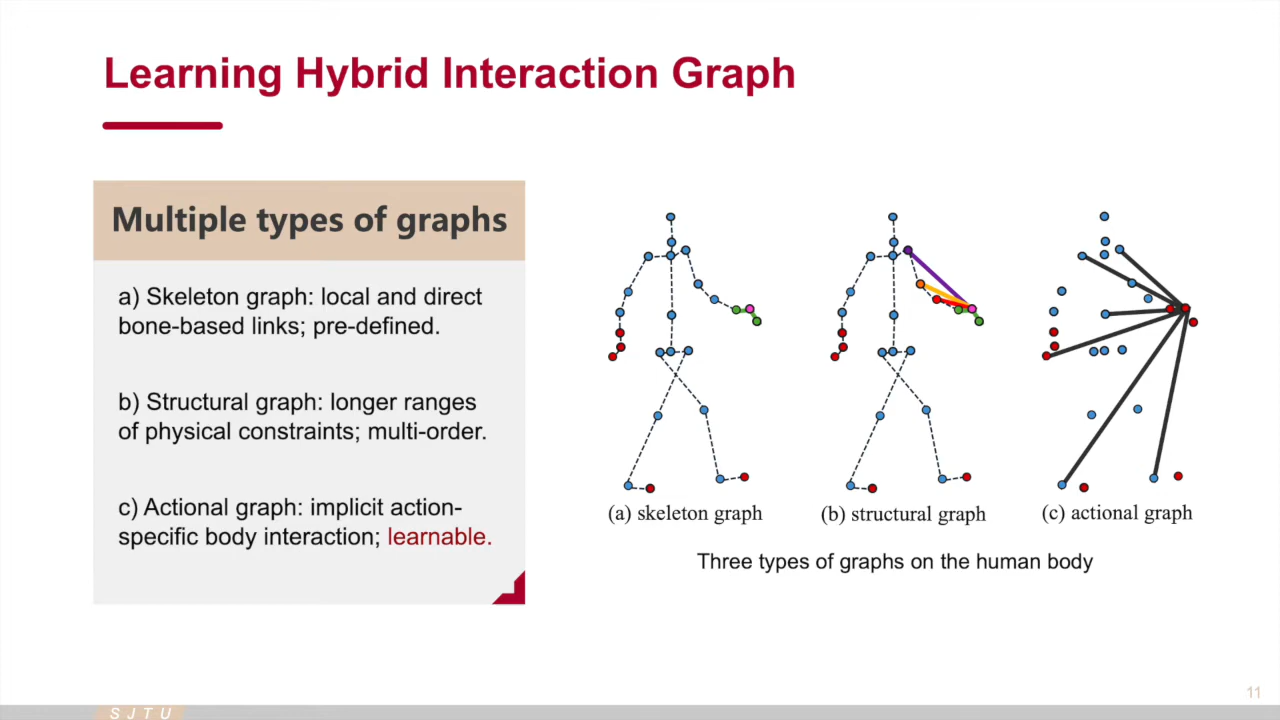 Learning Hybrid Interaction Graph
Multiple types of graphs
a) Skeleton graph: local and direct
bone-based links; pre-defined.
b) Structural graph: longer ranges
of physical constraints; multi-order.
c) Actional graph: implicit action-
specific body interaction; learnable.
(a) skeleton graph
(b) structural graph
(c) actional graph
Three types of graphs on the human body
11
SJTU